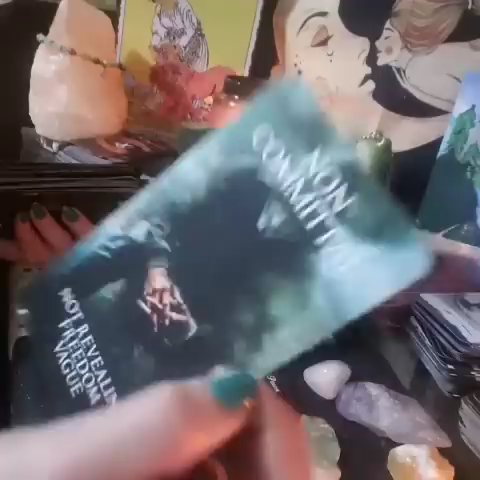 NON
COMMITTAL
NOT REVEALING
FREEDOM
VAGUE